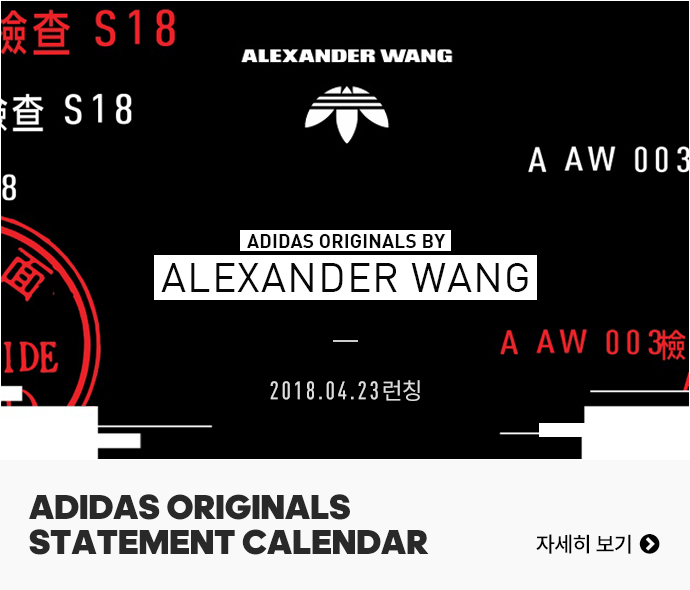 檢查 S18
ALEXANDER WANG
檢查 S18
A AW 003
8
ADIDAS ORIGINALS BY
ALEXANDER WANG
面
IDE
A AW 003檢
2018.04.23런칭
ADIDAS ORIGINALS
STATEMENT CALENDAR
자세히 보기